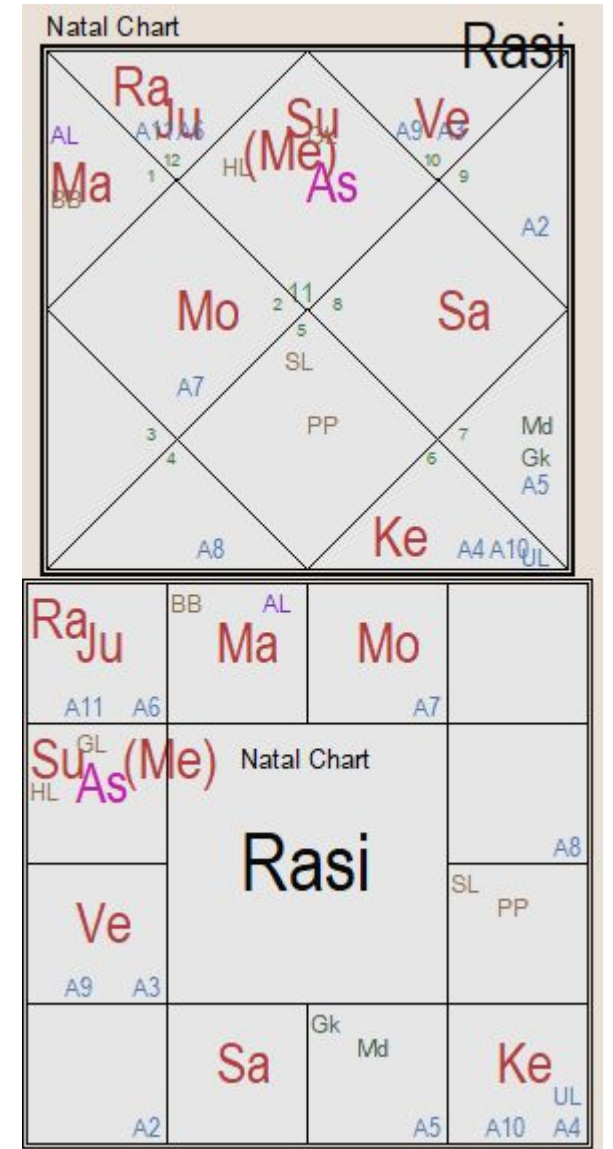 Natal Chart
Rasi
Ra
Ju
Su
Ve
AL
A11 A6
GL
A9 A3
Ma
BB
1
12
HL
(Me)
As
10
9
A2
Mo
2
11
8
Sa
5
SL
A7
PP
Md
3
7
Gk
4
6
A5
A8
Ke
A4 A10
UL
Ra
Ju
BB
AL
Ma
Mo
A11 A6
A7
Su
GL
(Me)
HL
As
Natal Chart
Rasi
A8
Ve
SL
PP
A9 A3
Sa
Gk
Md
Ke
UL
A2
A5
A10 A4